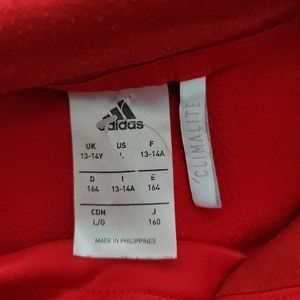 adidas
UK US F
13-14Y L 13-14A
D I E
164 13-14A 164
CDN J
L/G 160
MADE IN PHILIPPINES
CLIMALITE